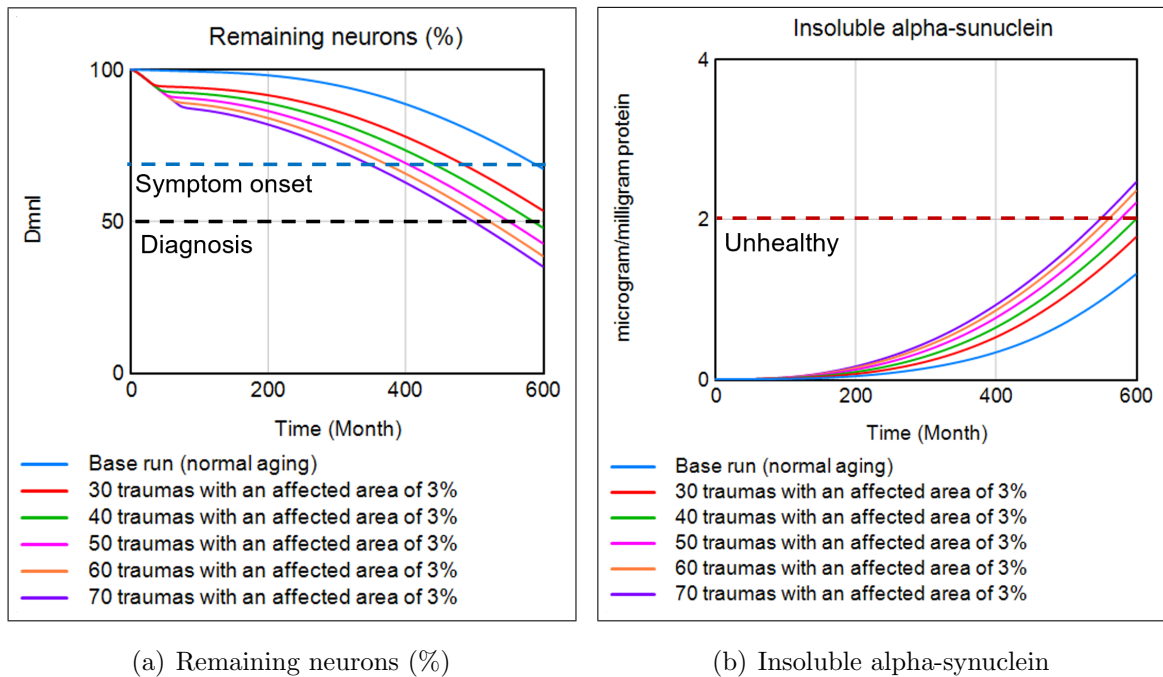 Remaining neurons (%)
100
50
0
Dmnl
Symptom onset
Diagnosis
0
200
400
600
Time (Month)
Base run (normal aging)
30 traumas with an affected area of 3%
40 traumas with an affected area of 3%
50 traumas with an affected area of 3%
60 traumas with an affected area of 3%
70 traumas with an affected area of 3%
(a) Remaining neurons (%)
Insoluble alpha-sunuclein
4
2
0
microgram/milligram protein
Unhealthy
0
200
400
600
Time (Month)
Base run (normal aging)
30 traumas with an affected area of 3%
40 traumas with an affected area of 3%
50 traumas with an affected area of 3%
60 traumas with an affected area of 3%
70 traumas with an affected area of 3%
(b) Insoluble alpha-synuclein